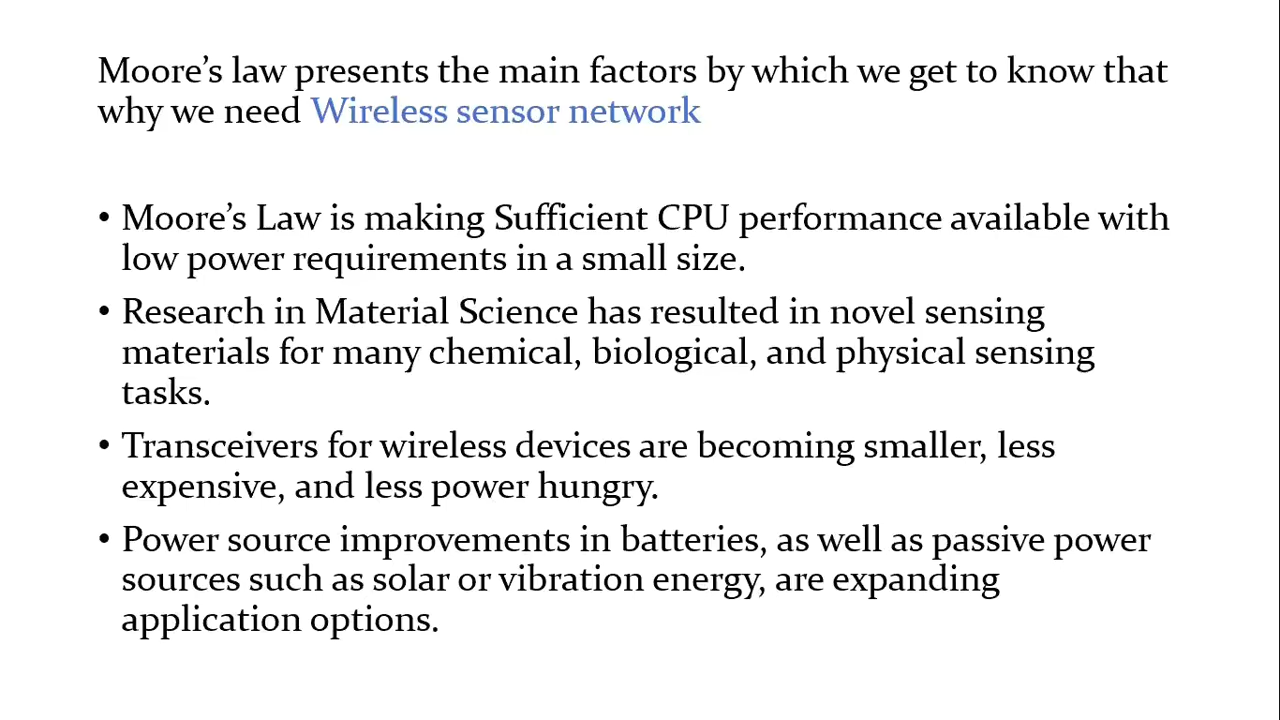 Moore’s law presents the main factors by which we get to know that
why we need Wireless sensor network
• Moore’s Law is making Sufficient CPU performance available with
low power requirements in a small size.
• Research in Material Science has resulted in novel sensing
materials for many chemical, biological, and physical sensing
tasks.
• Transceivers for wireless devices are becoming smaller, less
expensive, and less power hungry.
• Power source improvements in batteries, as well as passive power
sources such as solar or vibration energy, are expanding
application options.